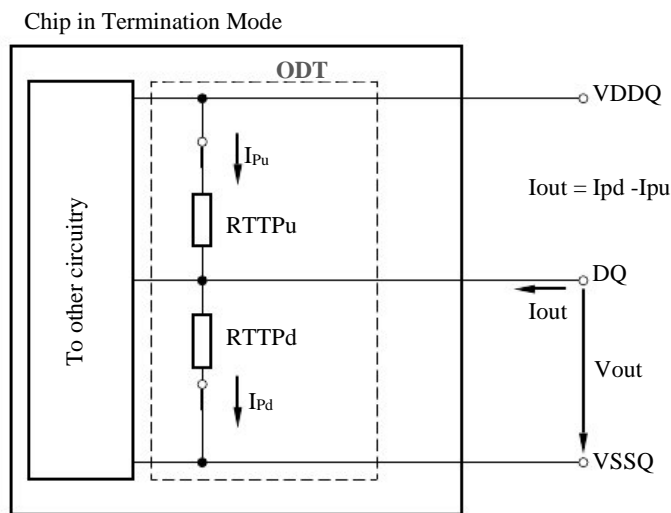 Chip in Termination Mode
ODT
VDDQ
IPu
Iout = Ipd -Ipu
RTTPu
To other circuitry
DQ
Iout
RTTPd
Vout
IPd
VSSQ